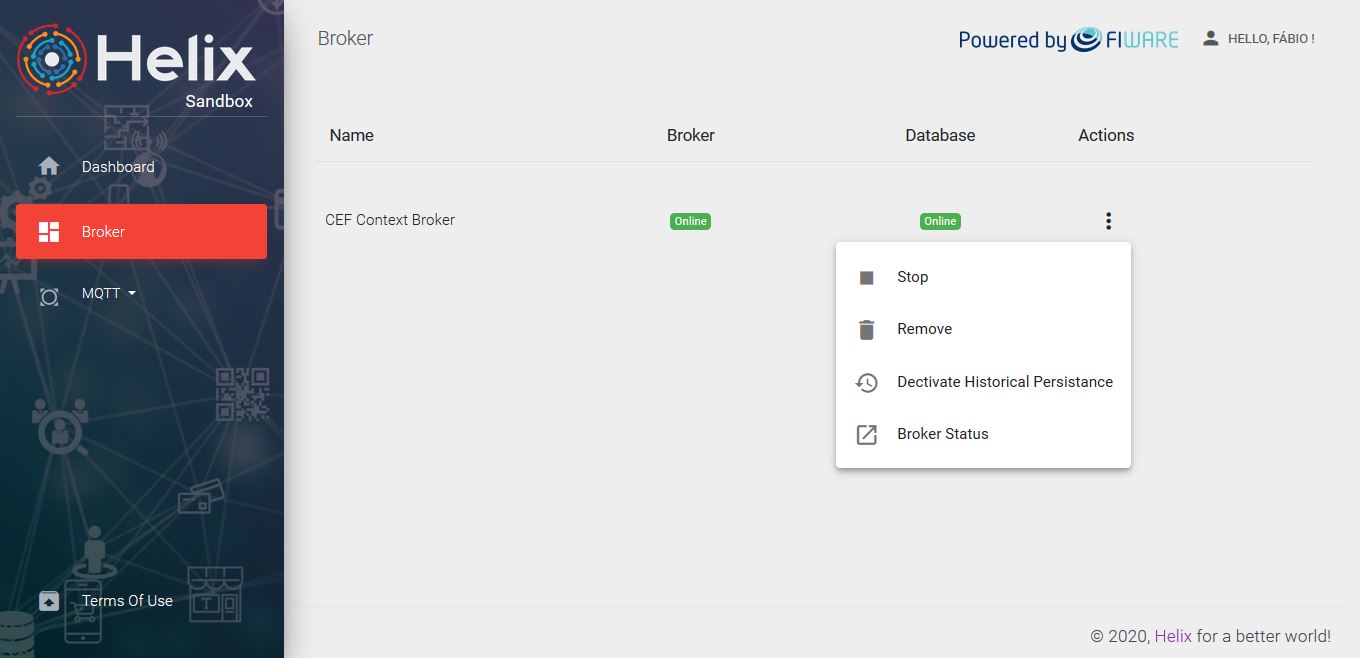 Helix
Sandbox
Dashboard
Broker
MQTT
Terms Of Use
Broker
Powered by FIWARE
HELLO, FÁBIO !
Name Broker Database Actions
CEF Context Broker Online Online
Stop
Remove
Dectivate Historical Persistance
Broker Status
© 2020, Helix for a better world!